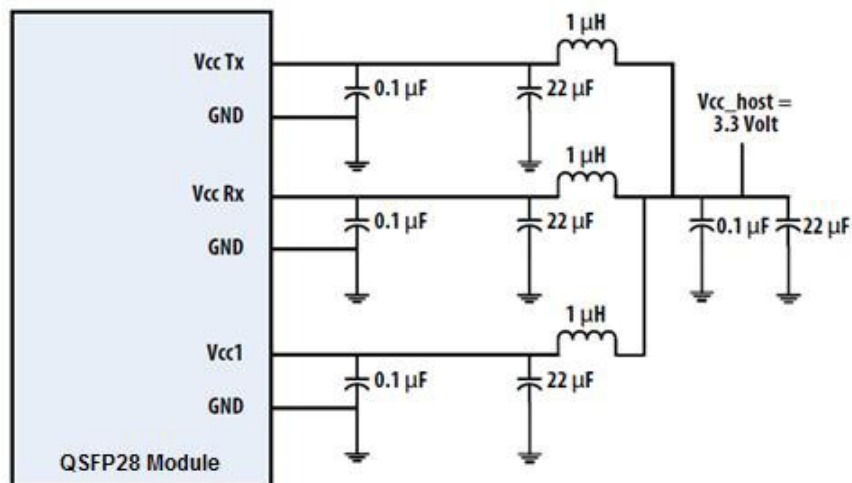 1 μH
Vcc Tx
0.1 μF
22 μF
GND
Vcc_host =
3.3 Volt
1 μH
Vcc Rx
0.1 μF
22 μF
0.1 μF
22 μF
GND
1 μH
Vcc1
0.1 μF
22 μF
GND
QSFP28 Module